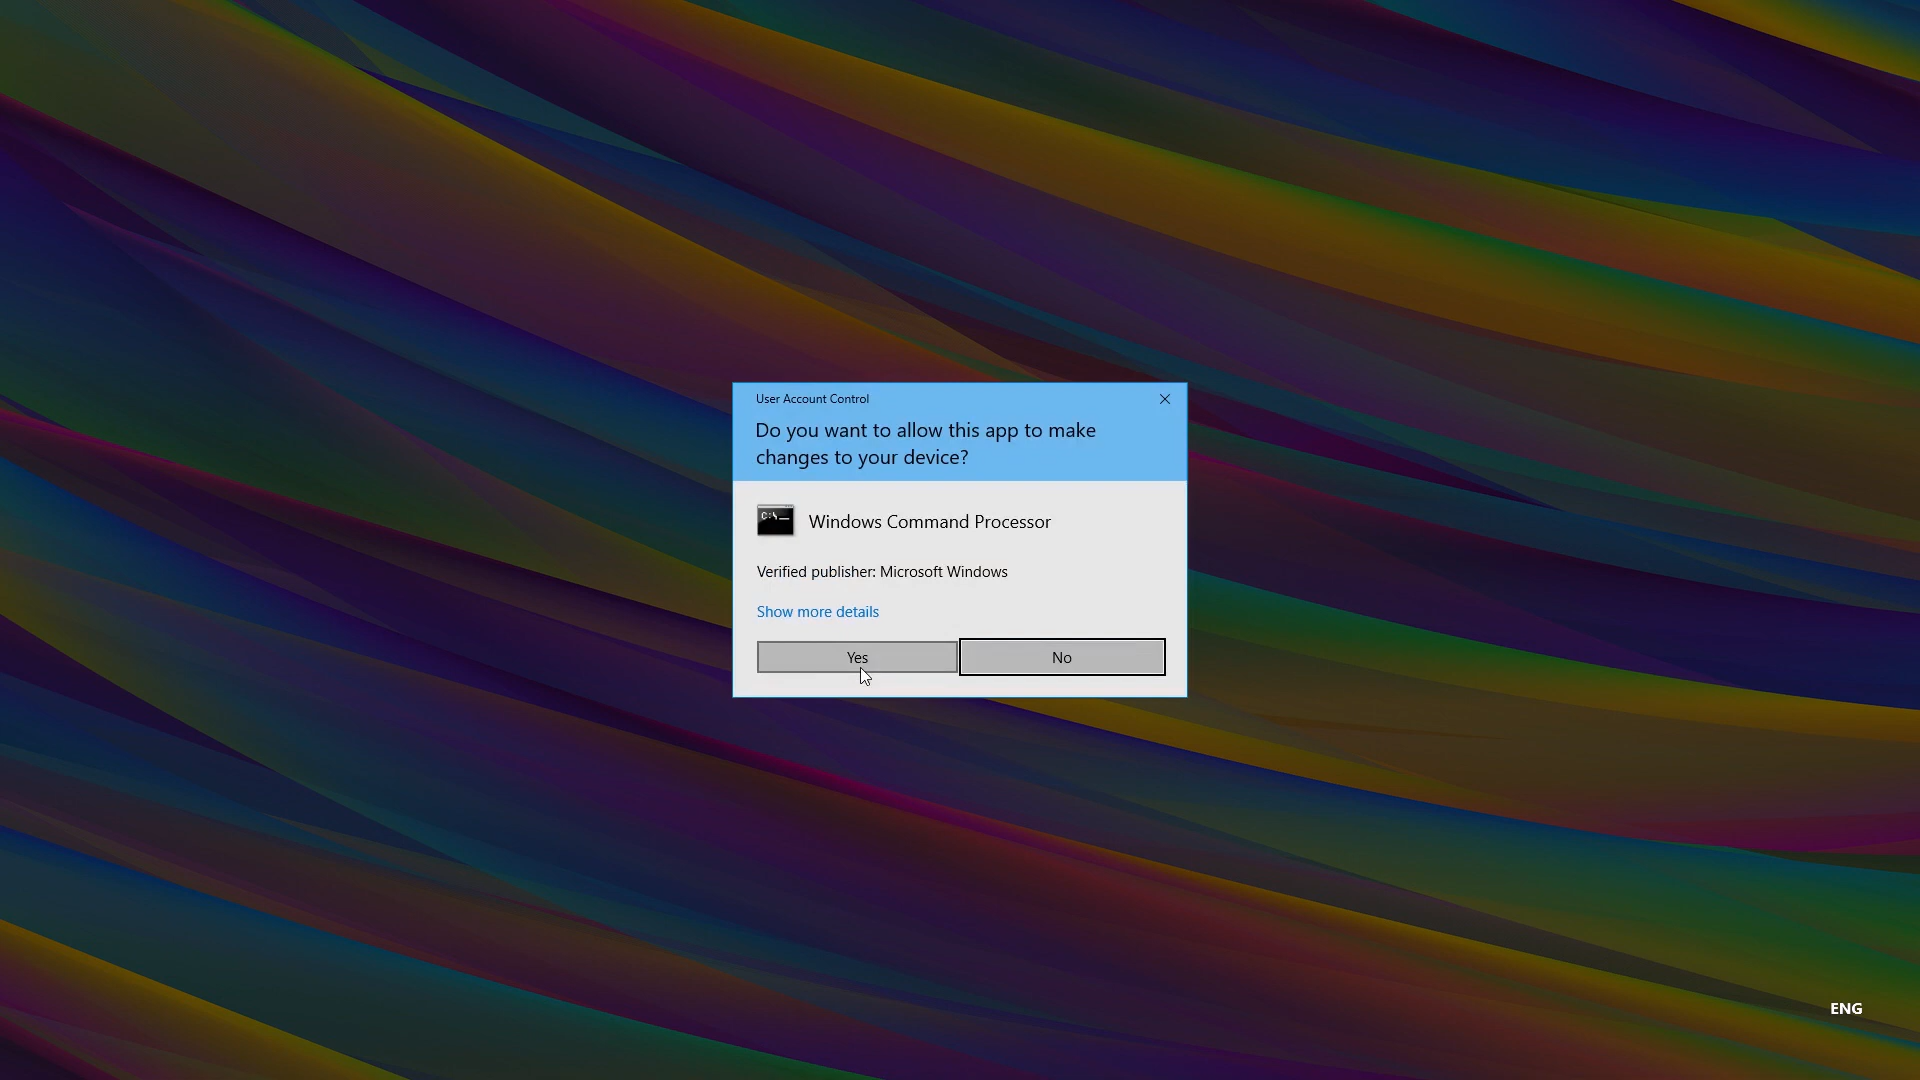 User Account Control
Do you want to allow this app to make
changes to your device?
C:\
Windows Command Processor
Verified publisher: Microsoft Windows
Show more details
Yes
No
ENG